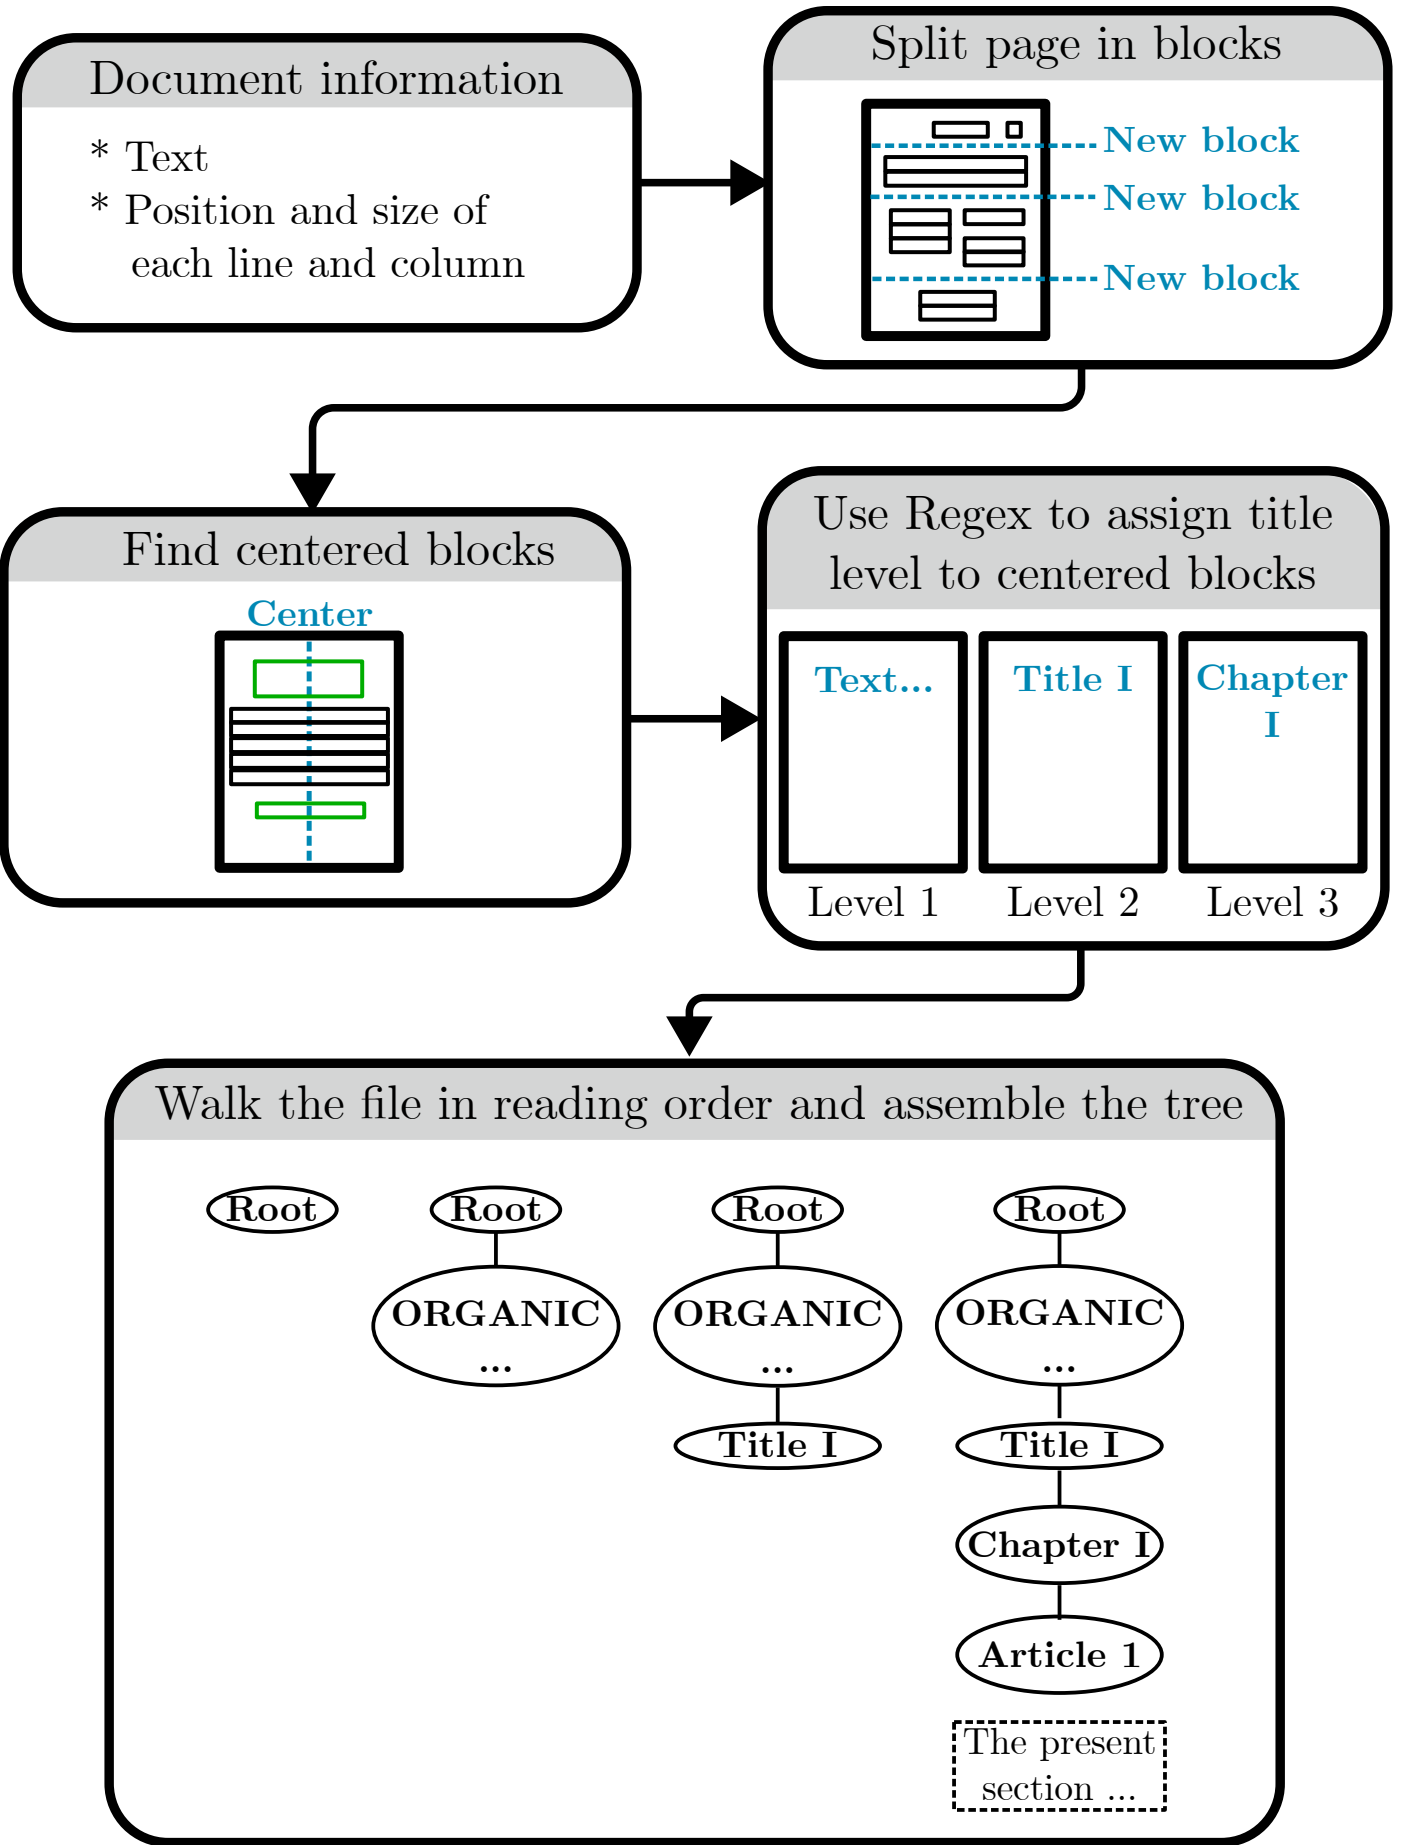 Document information
* Text
* Position and size of
each line and column
Split page in blocks
New block
New block
New block
Find centered blocks
Center
Use Regex to assign title
level to centered blocks
Text...
Title I
Chapter
I
Level 1
Level 2
Level 3
Walk the file in reading order and assemble the tree
Root
Root
ORGANIC
...
Root
ORGANIC
...
Title I
Root
ORGANIC
...
Title I
Chapter I
Article 1
The present
section ...